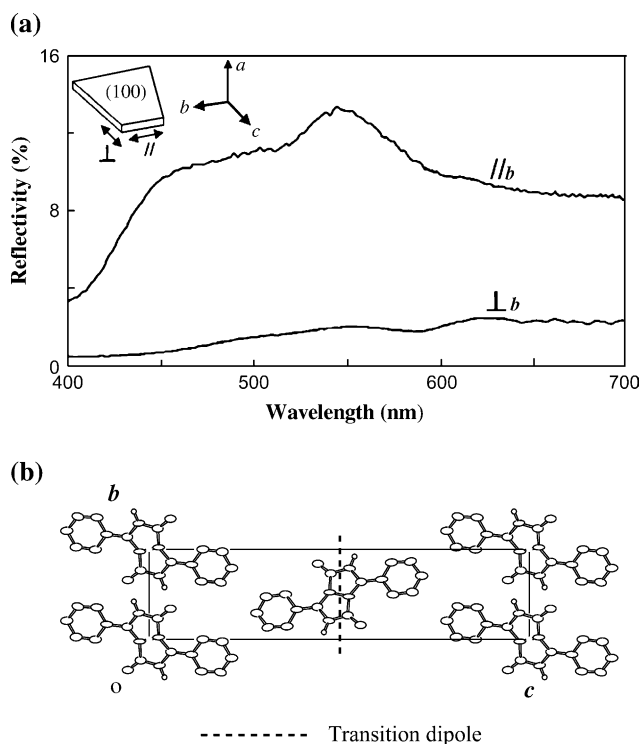 (a)
16
8
0
Reflectivity (%)
(100)
⊥
//
a
b
c
//b
⊥b
400
500
600
700
Wavelength (nm)
(b)
b
o
c
Transition dipole